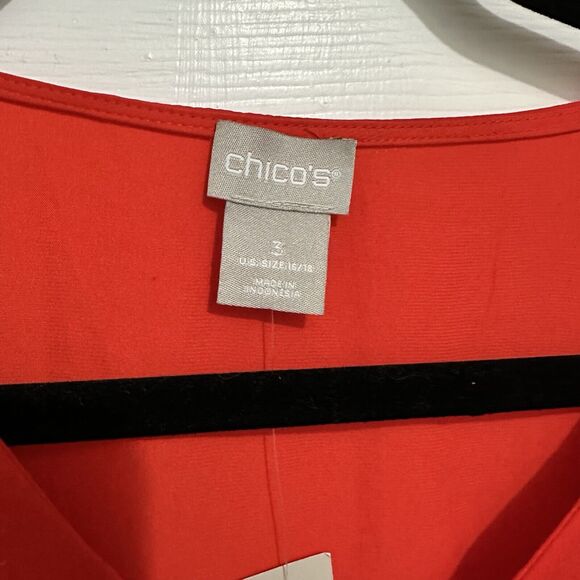 chico's®
3
U.S. SIZE 16/18
MADE IN
INDONESIA